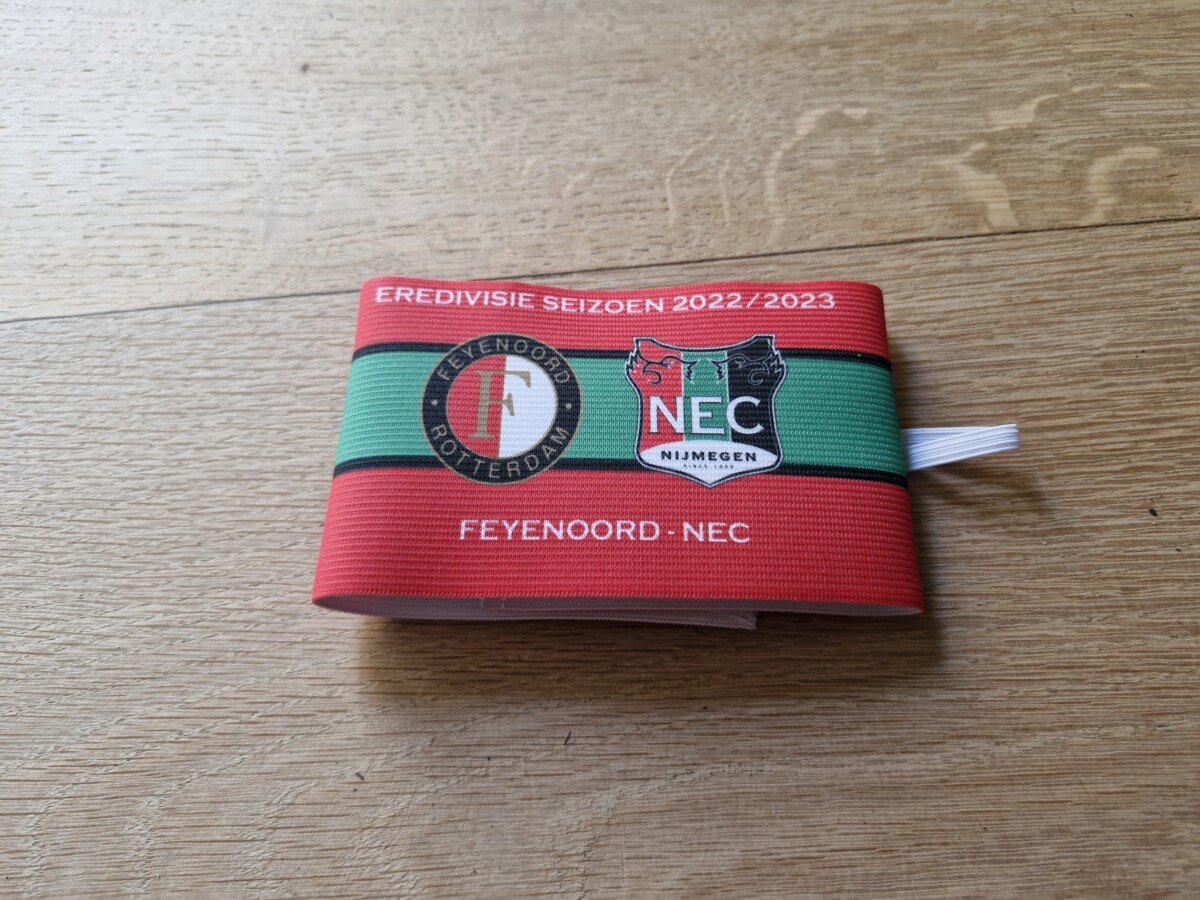 EREDIVISIE SEIZOEN 2022/2023
FEYENOORD
F
ROTTERDAM
NEC
NIJMEGEN
FEYENOORD - NEC